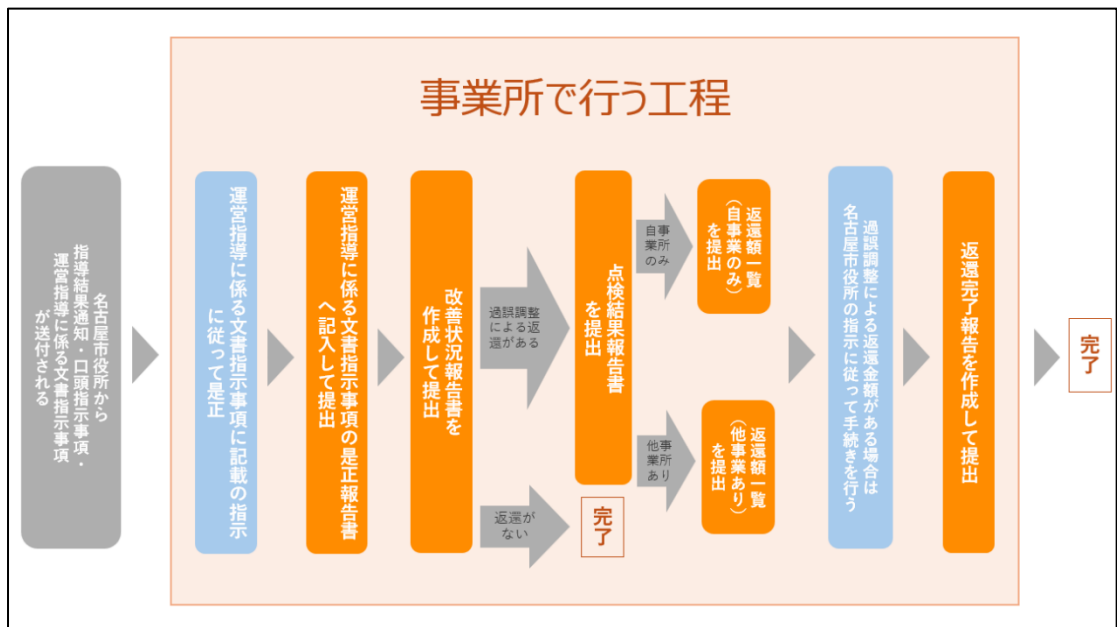 事業所で行う工程
名古屋市役所から
指導結果通知・口頭指示事項・
運営指導に係る文書指示事項
が送付される
運営指導に係る文書指示事項に記載の指示
に従って是正
運営指導に係る文書指示事項の是正報告書
へ記入して提出
改善状況報告書を
作成して提出
過誤調整
による返
還がある
返還が
ない
点検結果報告書
を提出
完了
自事
業所
のみ
他事
業所
あり
返還額一覧
（自事業のみ）
を提出
返還額一覧
（他事業あり）
を提出
過誤調整による返還金額がある場合は
名古屋市役所の指示に従って手続きを行う
返還完了報告を作成して提出
完了